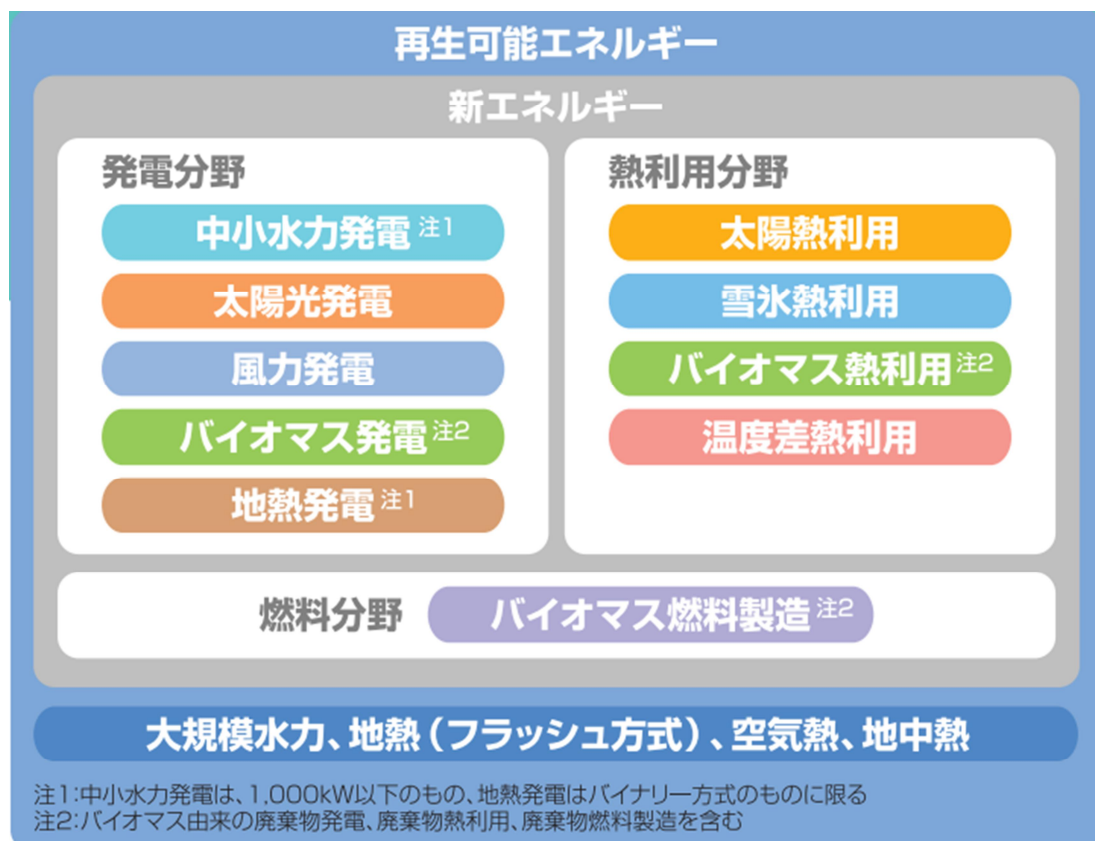 再生可能エネルギー
新エネルギー
発電分野
中小水力発電 注1
太陽光発電
風力発電
バイオマス発電 注2
地熱発電 注1
熱利用分野
太陽熱利用
雪氷熱利用
バイオマス熱利用 注2
温度差熱利用
燃料分野 バイオマス燃料製造 注2
大規模水力、地熱（フラッシュ方式）、空気熱、地中熱
注1:中小水力発電は、1,000kW以下のもの、地熱発電はバイナリー方式のものに限る
注2:バイオマス由来の廃棄物発電、廃棄物熱利用、廃棄物燃料製造を含む